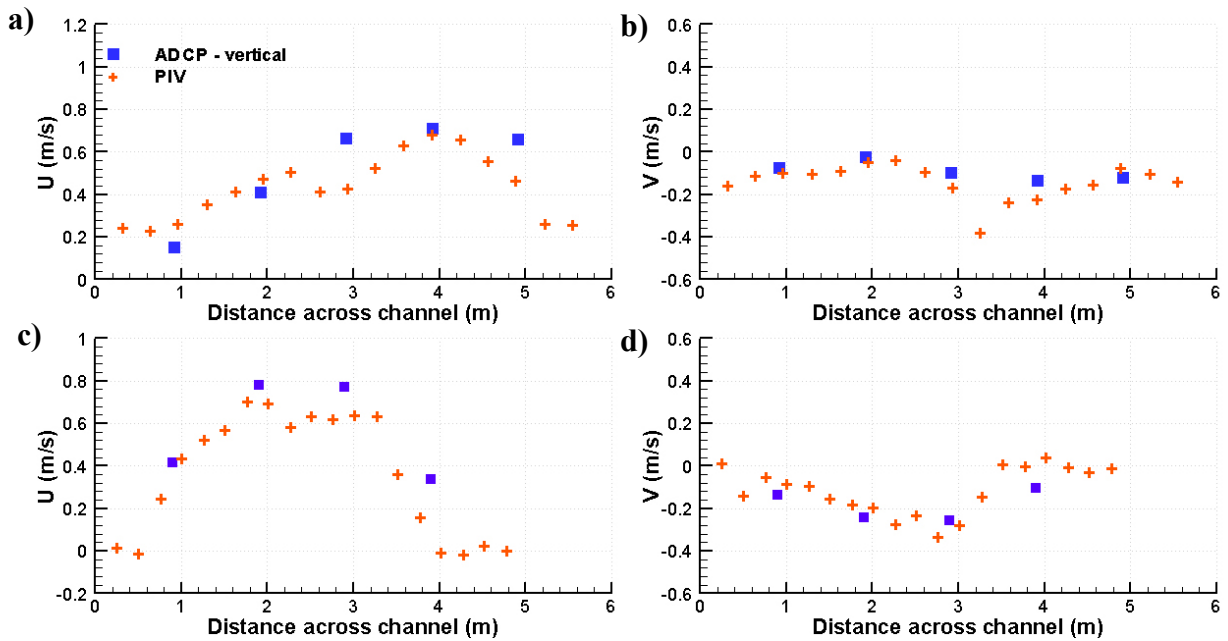 a)
1.2
1
0.8
0.6
0.4
0.2
0
U (m/s)
ADCP - vertical
PIV
0 1 2 3 4 5 6
Distance across channel (m)
b)
0.6
0.4
0.2
0
-0.2
-0.4
-0.6
V (m/s)
0 1 2 3 4 5 6
Distance across channel (m)
c)
1
0.8
0.6
0.4
0.2
0
-0.2
U (m/s)
0 1 2 3 4 5 6
Distance across channel (m)
d)
0.6
0.4
0.2
0
-0.2
-0.4
-0.6
V (m/s)
0 1 2 3 4 5 6
Distance across channel (m)